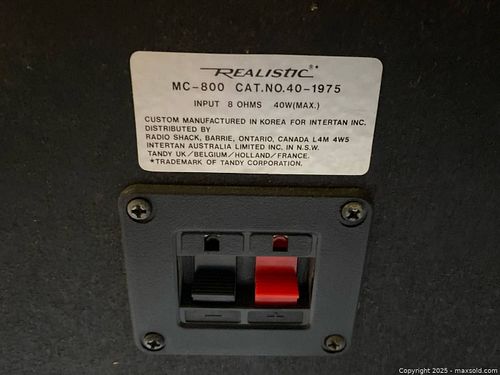 REALISTIC®*
MC-800 CAT.NO.40-1975
INPUT 8 OHMS 40W(MAX.)
CUSTOM MANUFACTURED IN KOREA FOR INTERTAN INC.
DISTRIBUTED BY
RADIO SHACK, BARRIE, ONTARIO, CANADA L4M 4W5
INTERTAN AUSTRALIA LIMITED INC. IN N.S.W.
TANDY UK/BELGIUM/HOLLAND/FRANCE.
*TRADEMARK OF TANDY CORPORATION.
— +
Copyright © 2025 - maxsold.com